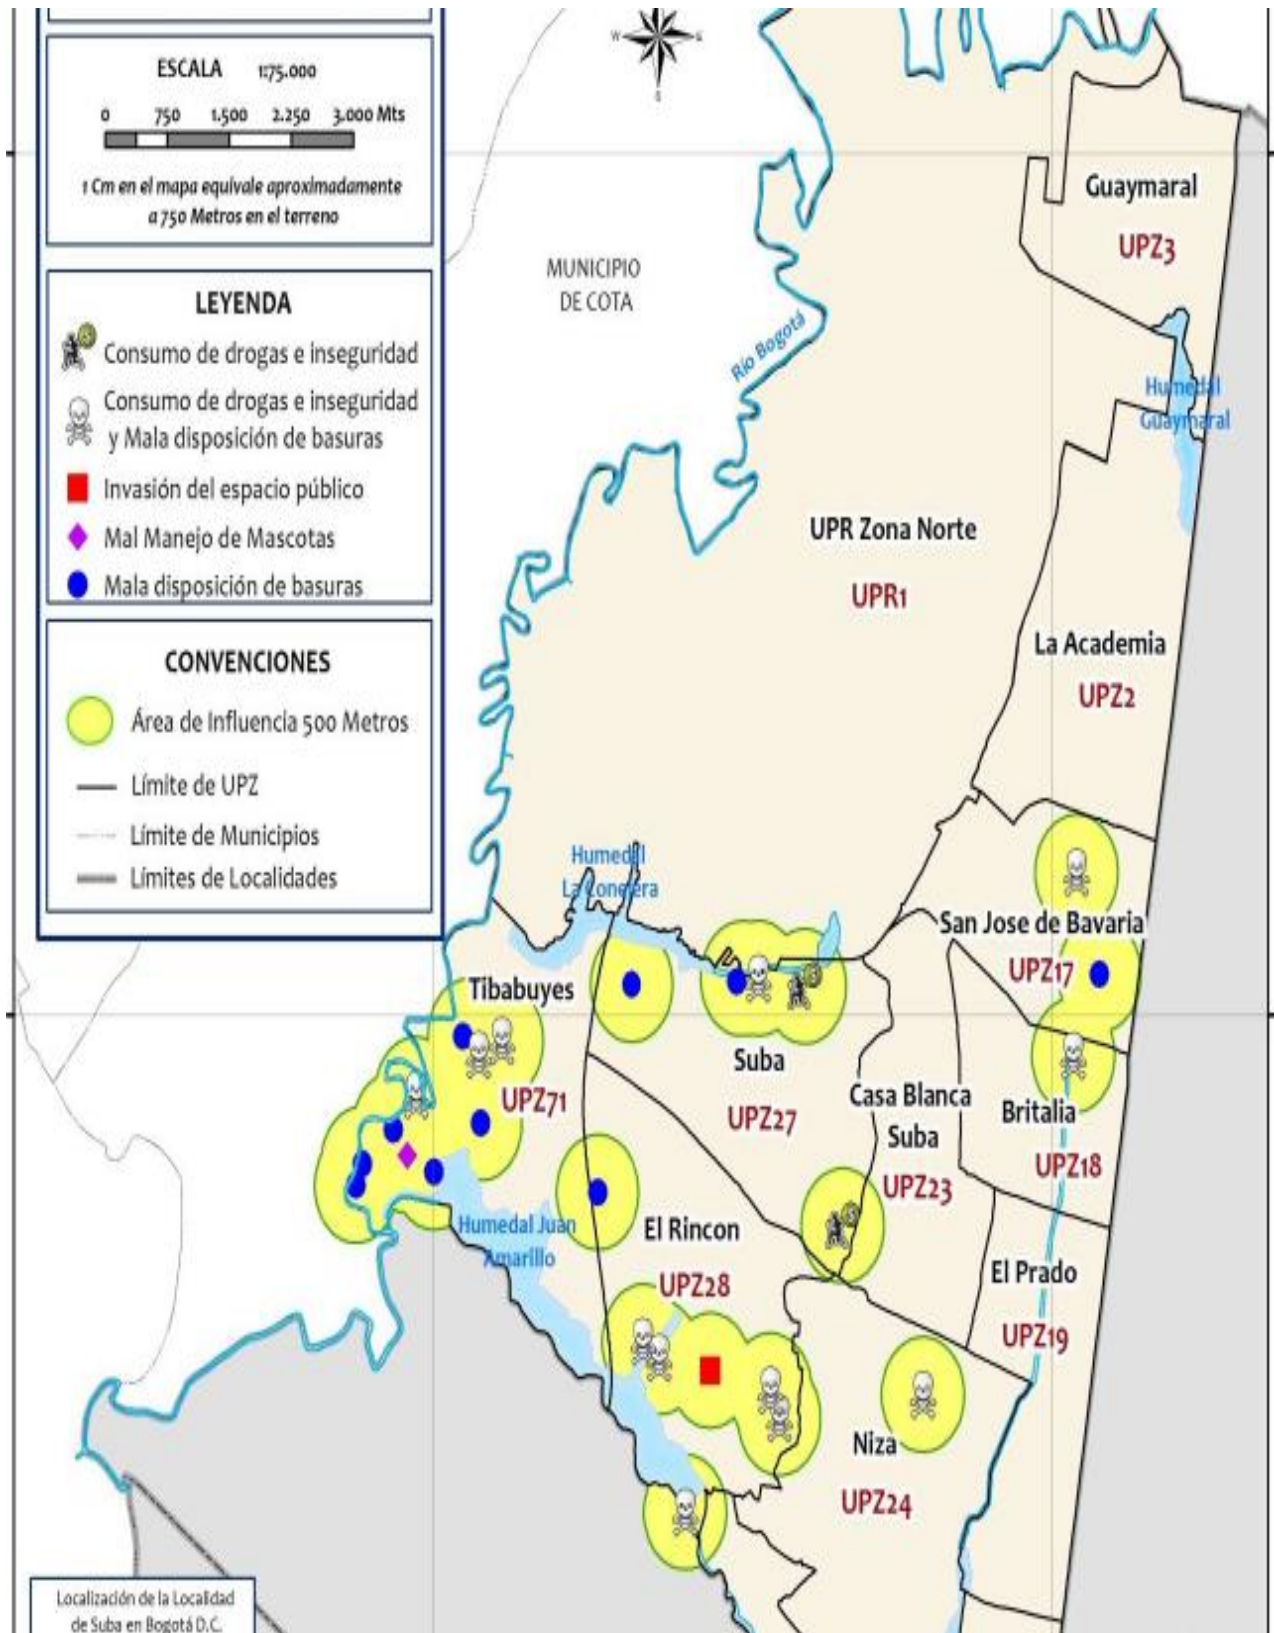 ESCALA 1:75.000
0 750 1.500 2.250 3.000 Mts
1 Cm en el mapa equivale aproximadamente
a 750 Metros en el terreno
LEYENDA
Consumo de drogas e inseguridad
Consumo de drogas e inseguridad
y Mala disposición de basuras
Invasión del espacio público
Mal Manejo de Mascotas
Mala disposición de basuras
CONVENCIONES
Área de Influencia 500 Metros
Límite de UPZ
Límite de Municipios
Límites de Localidades
Localización de la Localidad
de Suba en Bogotá D.C.
W
E
S
MUNICIPIO
DE COTA
Río Bogotá
Guaymaral
UPZ3
Humedal
Guaymaral
UPR Zona Norte
UPR1
La Academia
UPZ2
Humedal
La Conejera
San Jose de Bavaria
UPZ17
Tibabuyes
UPZ71
Suba
UPZ27
Casa Blanca
Suba
UPZ23
Britalia
UPZ18
Humedal Juan
Amarillo
El Rincon
UPZ28
El Prado
UPZ19
Niza
UPZ24